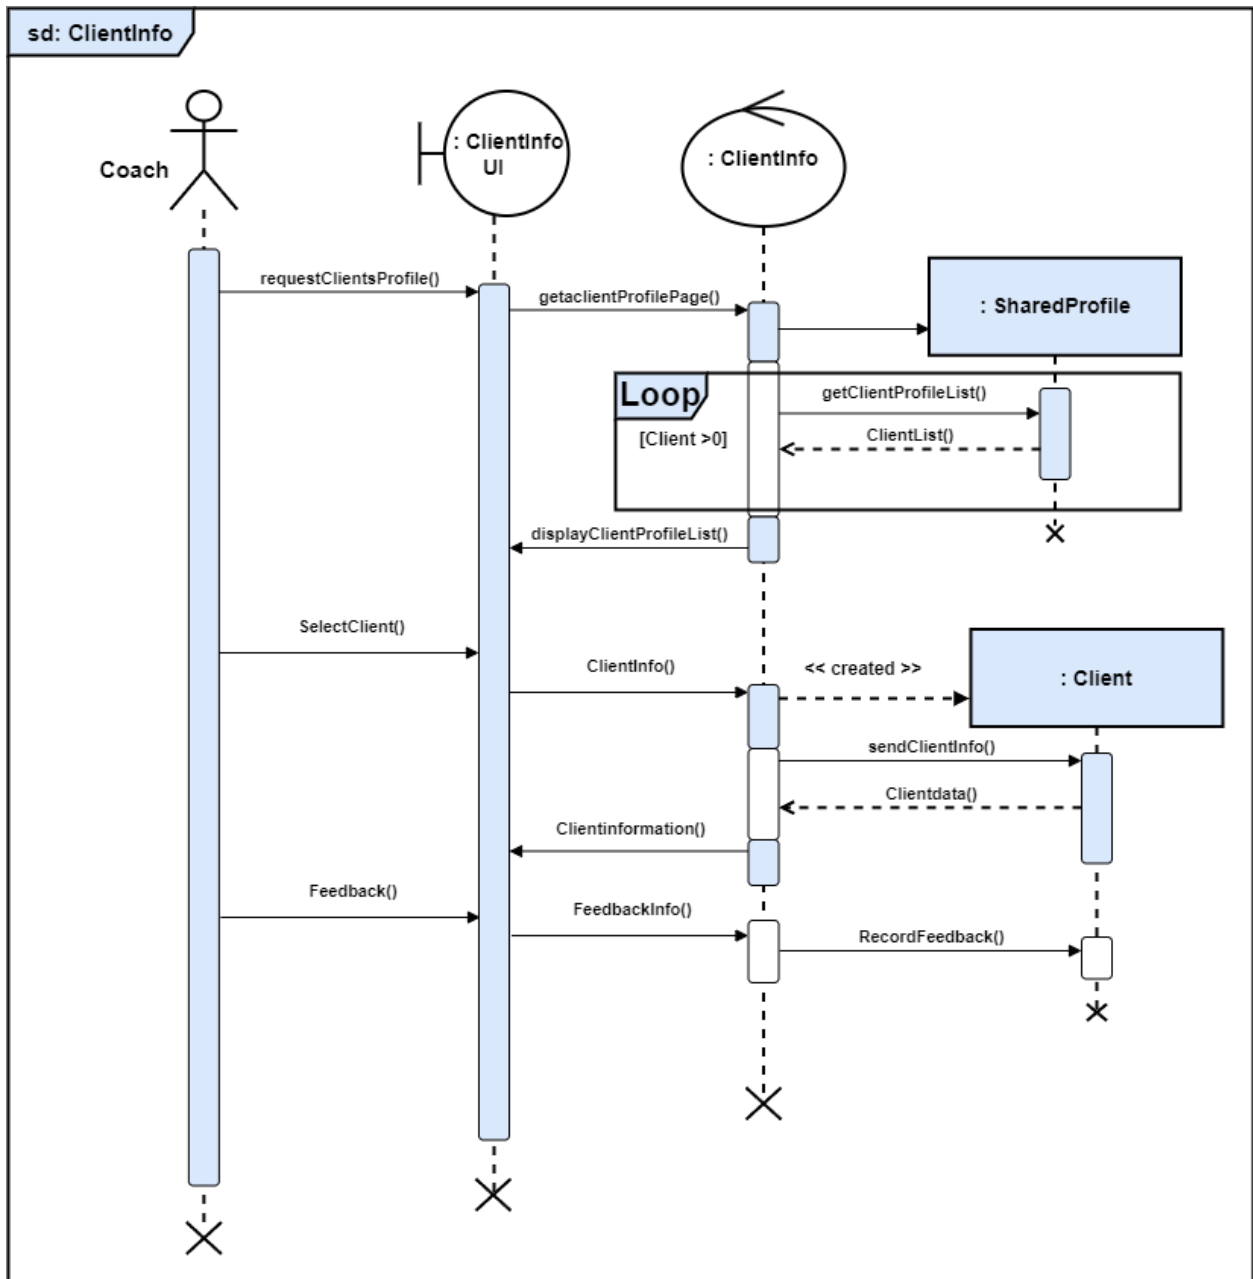 sd: ClientInfo
Coach
: ClientInfo
UI
: ClientInfo
requestClientsProfile()
getaclientProfilePage()
: SharedProfile
Loop
[Client >0]
getClientProfileList()
ClientList()
displayClientProfileList()
SelectClient()
ClientInfo()
<< created >>
: Client
sendClientInfo()
Clientdata()
Clientinformation()
Feedback()
FeedbackInfo()
RecordFeedback()